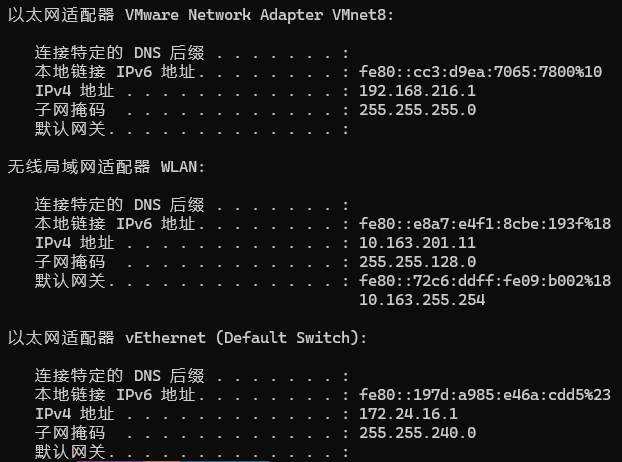 以太网适配器 VMware Network Adapter VMnet8:
连接特定的 DNS 后缀 . . . . . . . :
本地链接 IPv6 地址. . . . . . . . : fe80::cc3:d9ea:7065:7800%10
IPv4 地址 . . . . . . . . . . . . : 192.168.216.1
子网掩码  . . . . . . . . . . . . : 255.255.255.0
默认网关. . . . . . . . . . . . . :
无线局域网适配器 WLAN:
连接特定的 DNS 后缀 . . . . . . . :
本地链接 IPv6 地址. . . . . . . . : fe80::e8a7:e4f1:8cbe:193f%18
IPv4 地址 . . . . . . . . . . . . : 10.163.201.11
子网掩码  . . . . . . . . . . . . : 255.255.128.0
默认网关. . . . . . . . . . . . . : fe80::72c6:ddff:fe09:b002%18
10.163.255.254
以太网适配器 vEthernet (Default Switch):
连接特定的 DNS 后缀 . . . . . . . :
本地链接 IPv6 地址. . . . . . . . : fe80::197d:a985:e46a:cdd5%23
IPv4 地址 . . . . . . . . . . . . : 172.24.16.1
子网掩码  . . . . . . . . . . . . : 255.255.240.0
默认网关. . . . . . . . . . . . . :